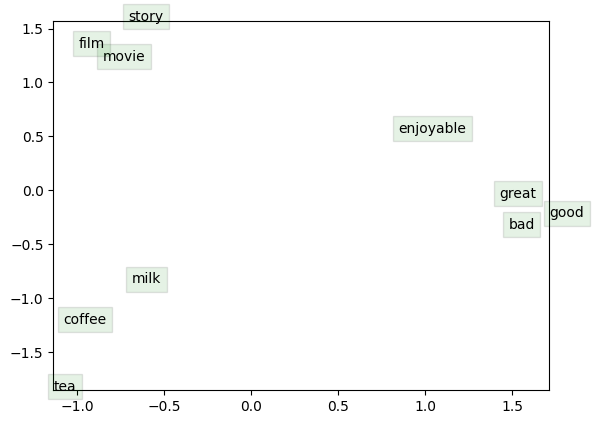 story
1.5
film
movie
1.0
enjoyable
0.5
great
0.0
good
bad
−0.5
milk
−1.0
coffee
−1.5
tea
−1.0 −0.5 0.0 0.5 1.0 1.5